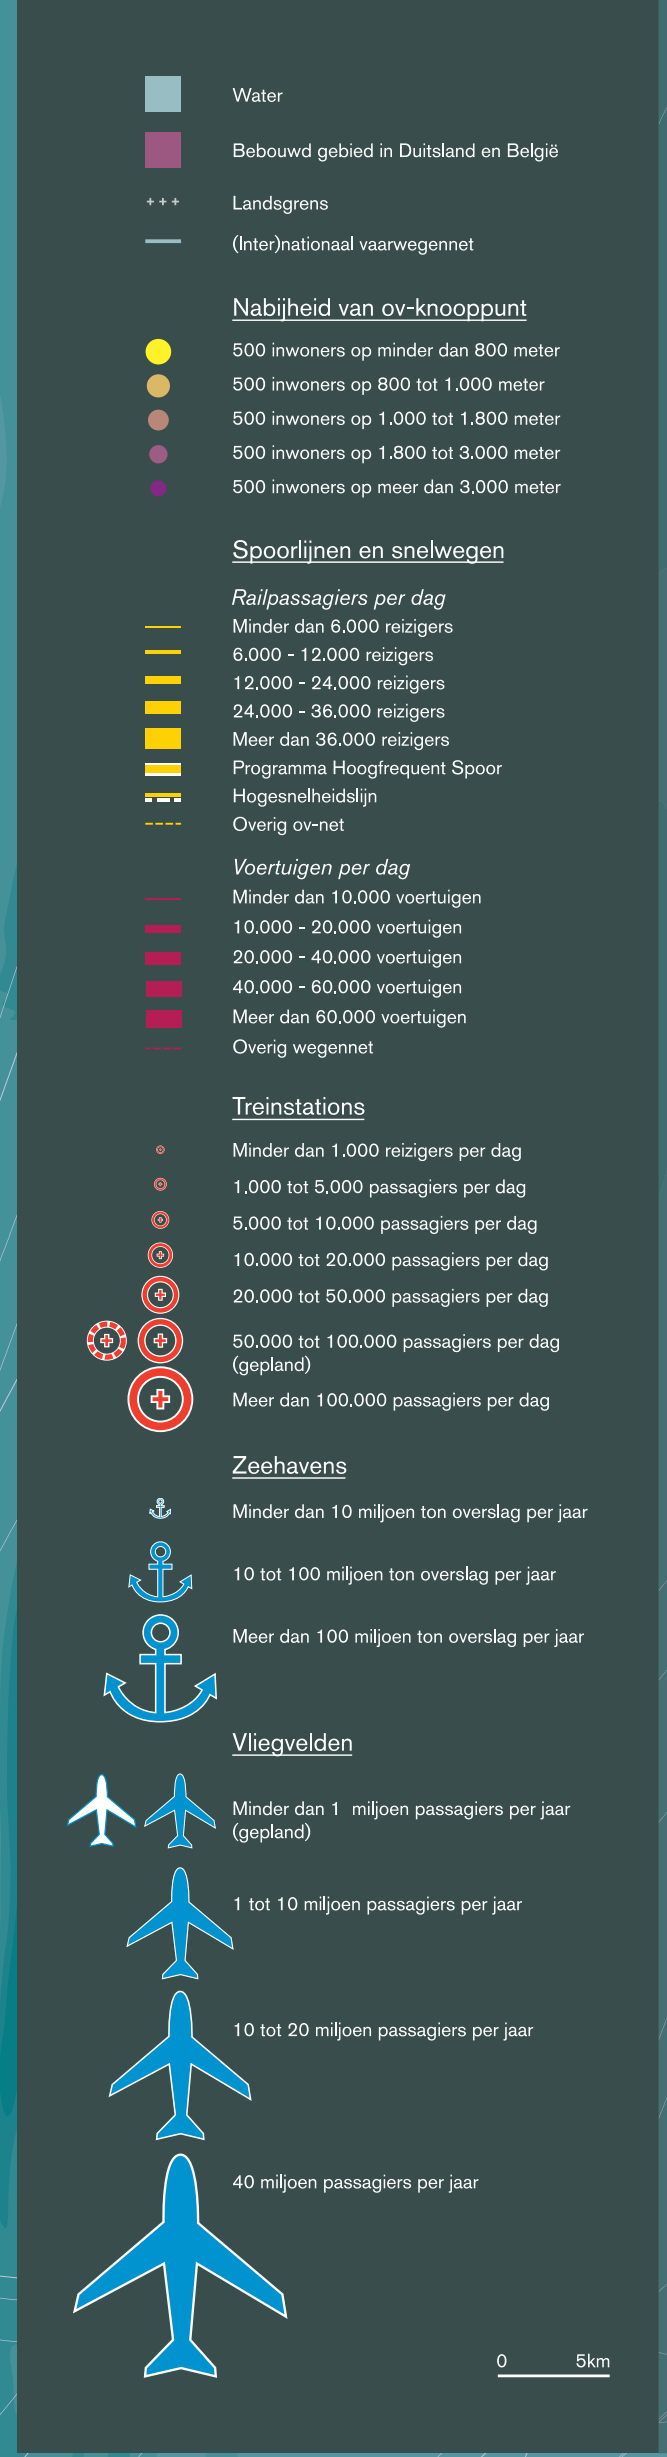 Water
Bebouwd gebied in Duitsland en België
Landsgrens
(Inter)nationaal vaarwegennet
Nabijheid van ov-knooppunt
500 inwoners op minder dan 800 meter
500 inwoners op 800 tot 1.000 meter
500 inwoners op 1.000 tot 1.800 meter
500 inwoners op 1.800 tot 3.000 meter
500 inwoners op meer dan 3.000 meter
Spoorlijnen en snelwegen
Railpassagiers per dag
Minder dan 6.000 reizigers
6.000 - 12.000 reizigers
12.000 - 24.000 reizigers
24.000 - 36.000 reizigers
Meer dan 36.000 reizigers
Programma Hoogfrequent Spoor
Hogesnelheidslijn
Overig ov-net
Voertuigen per dag
Minder dan 10.000 voertuigen
10.000 - 20.000 voertuigen
20.000 - 40.000 voertuigen
40.000 - 60.000 voertuigen
Meer dan 60.000 voertuigen
Overig wegennet
Treinstations
Minder dan 1.000 reizigers per dag
1.000 tot 5.000 passagiers per dag
5.000 tot 10.000 passagiers per dag
10.000 tot 20.000 passagiers per dag
20.000 tot 50.000 passagiers per dag
50.000 tot 100.000 passagiers per dag
(gepland)
Meer dan 100.000 passagiers per dag
Zeehavens
Minder dan 10 miljoen ton overslag per jaar
10 tot 100 miljoen ton overslag per jaar
Meer dan 100 miljoen ton overslag per jaar
Vliegvelden
Minder dan 1 miljoen passagiers per jaar
(gepland)
1 tot 10 miljoen passagiers per jaar
10 tot 20 miljoen passagiers per jaar
40 miljoen passagiers per jaar
0 5km